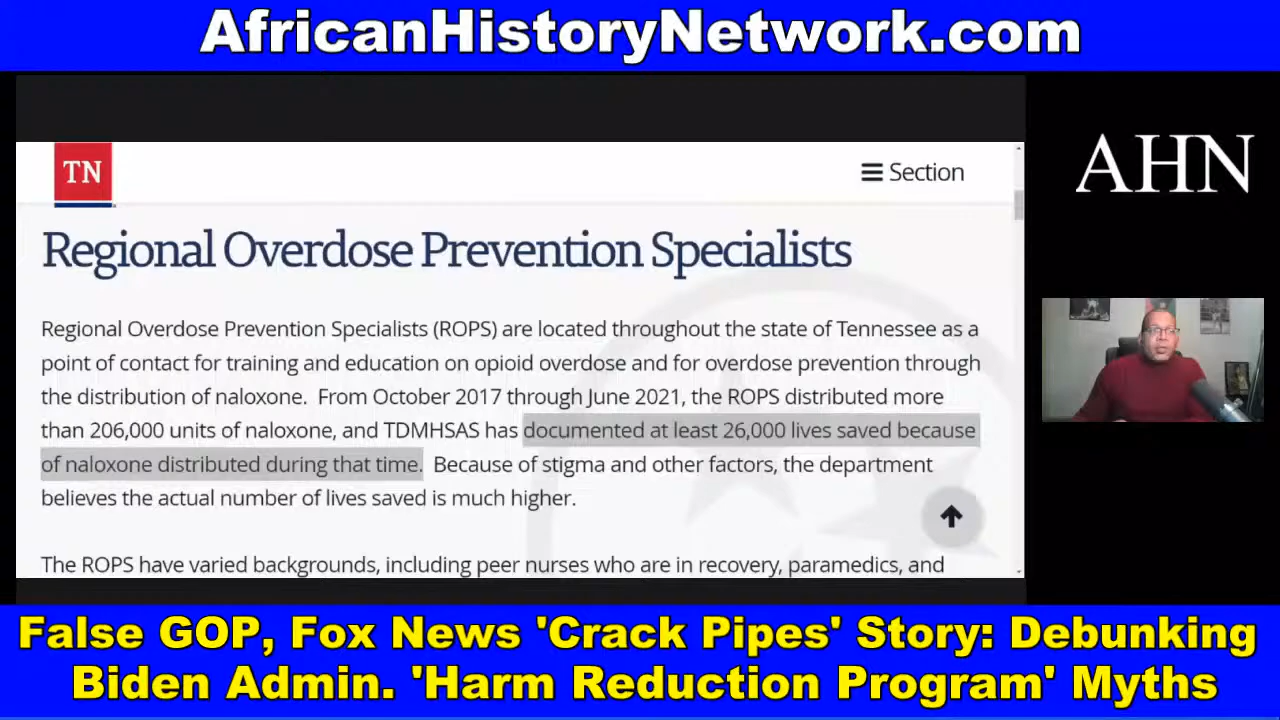 AfricanHistoryNetwork.com
AHN
TN
Section
Regional Overdose Prevention Specialists
Regional Overdose Prevention Specialists (ROPS) are located throughout the state of Tennessee as a
point of contact for training and education on opioid overdose and for overdose prevention through
the distribution of naloxone.  From October 2017 through June 2021, the ROPS distributed more
than 206,000 units of naloxone, and TDMHSAS has documented at least 26,000 lives saved because
of naloxone distributed during that time.  Because of stigma and other factors, the department
believes the actual number of lives saved is much higher.
The ROPS have varied backgrounds, including peer nurses who are in recovery, paramedics, and
False GOP, Fox News 'Crack Pipes' Story: Debunking
Biden Admin. 'Harm Reduction Program' Myths